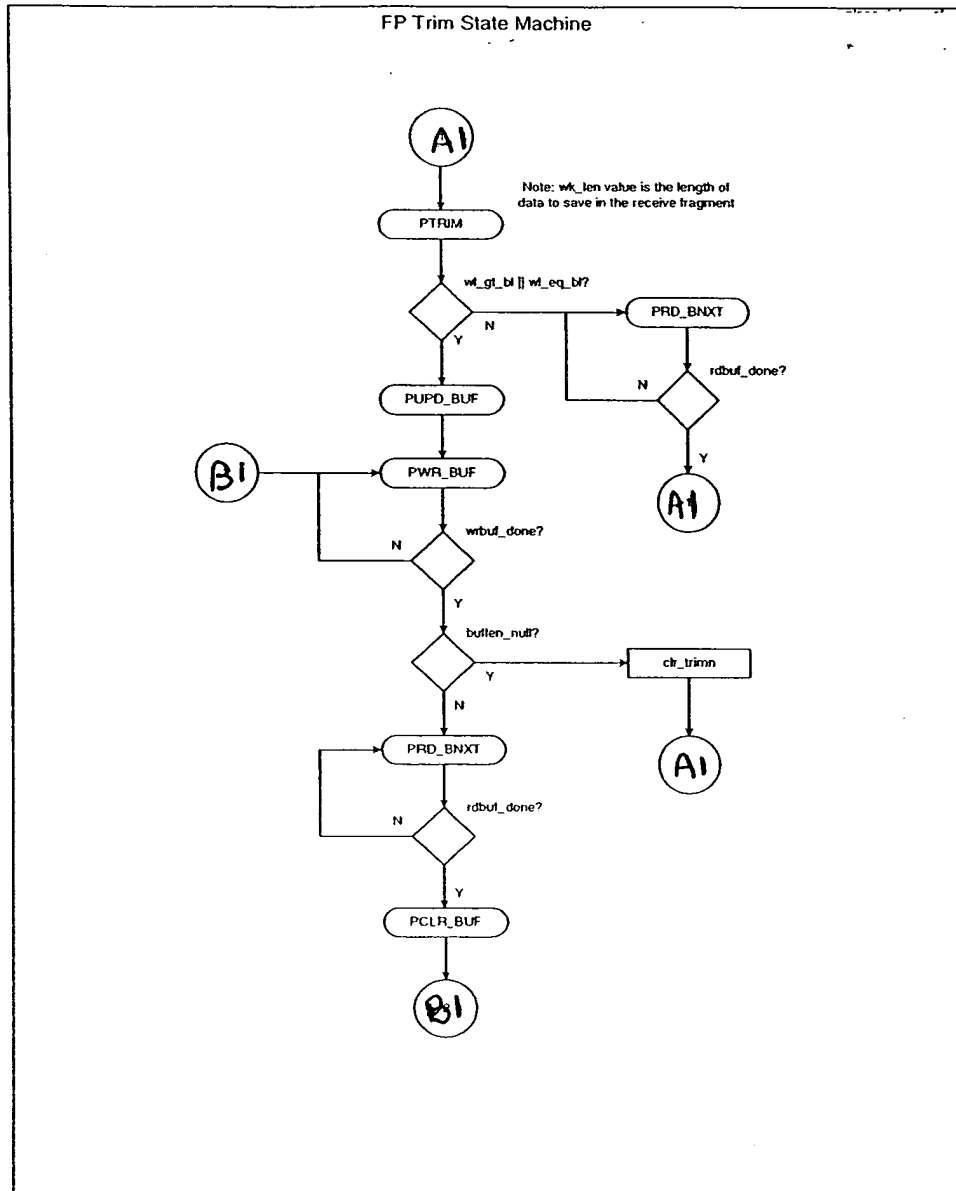 FP Trim State Machine
A1
Note: wk_len value is the length of
data to save in the receive fragment
PTRIM
wl_gt_bl || wl_eq_bl?
N
Y
PRD_BNXT
rdbuf_done?
N
Y
A1
PUPD_BUF
B1
PWR_BUF
wrbuf_done?
N
Y
buflen_null?
Y
clr_trimn
N
A1
PRD_BNXT
rdbuf_done?
N
Y
PCLR_BUF
B1